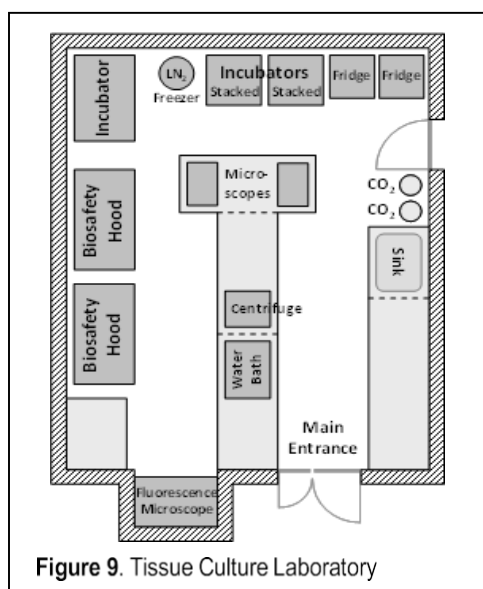 Incubator
LN2
Freezer
Incubators
Stacked Stacked
Fridge Fridge
Micro-
scopes
CO2
CO2
Biosafety
Hood
Sink
Biosafety
Hood
Centrifuge
Water
Bath
Main
Entrance
Fluorescence
Microscope
Figure 9. Tissue Culture Laboratory